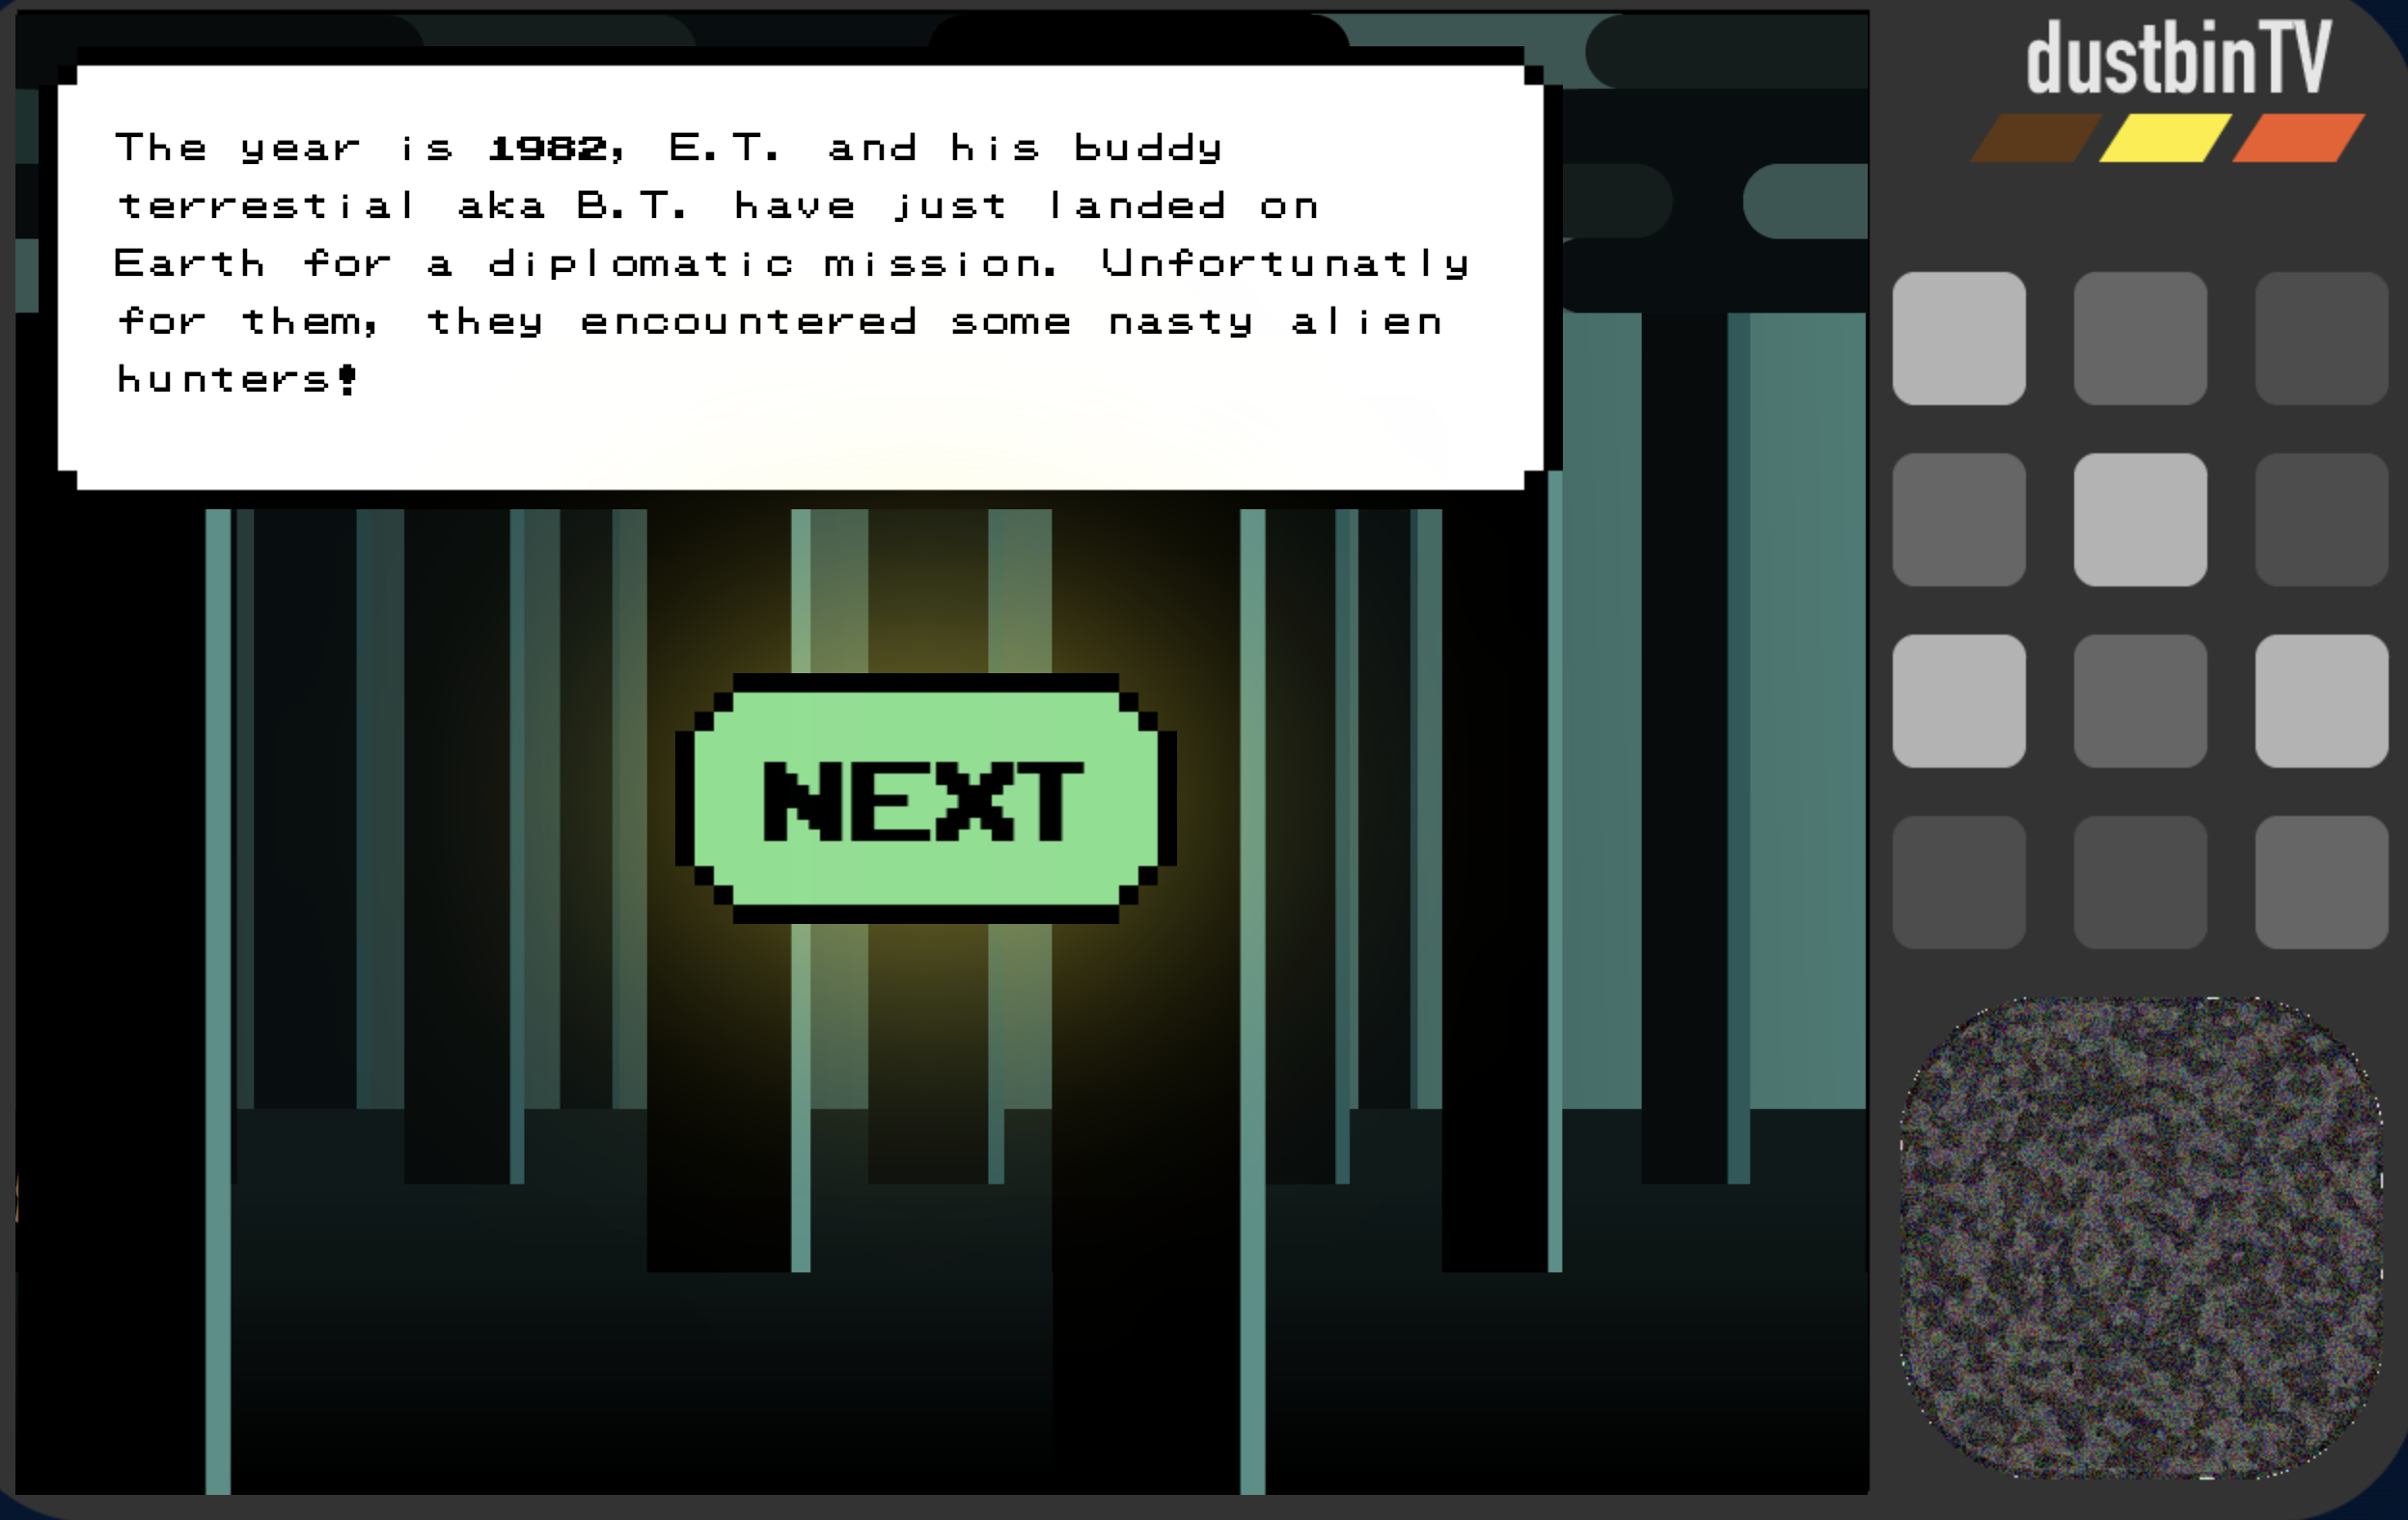 The year is 1982, E.T. and his buddy
terrestial aka B.T. have just landed on
Earth for a diplomatic mission. Unfortunatly
for them, they encountered some nasty alien
hunters!
NEXT
dustbinTV